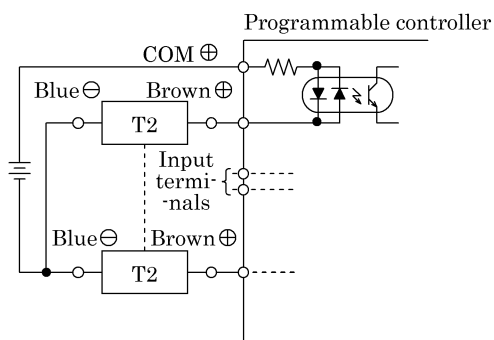 Programmable controller
COM ⊕
Blue⊖
Brown⊕
T2
Input
termi-
-nals
Blue⊖
Brown⊕
T2